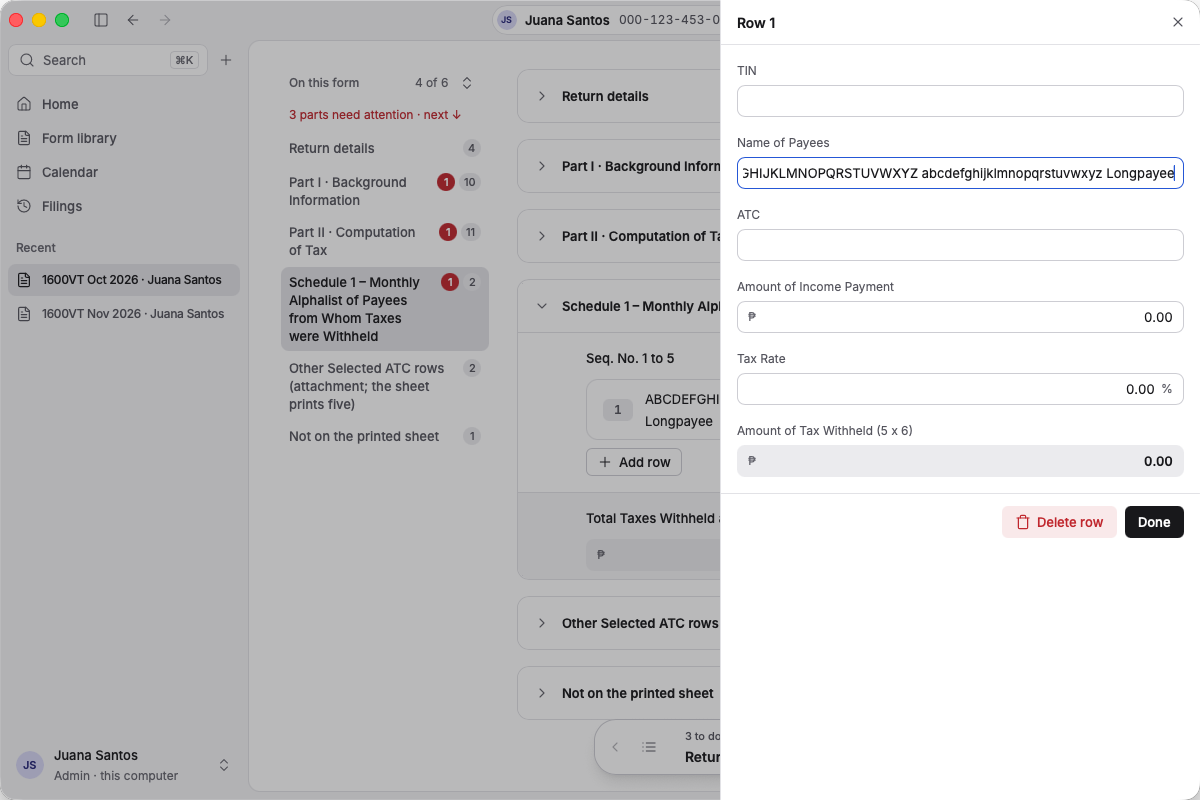 JS Juana Santos 000-123-453-0
Search ⌘K
Home
Form library
Calendar
Filings
Recent
1600VT Oct 2026 · Juana Santos
1600VT Nov 2026 · Juana Santos
JS
Juana Santos
Admin · this computer
On this form 4 of 6
3 parts need attention · next ↓
Return details 4
Part I · Background 1 10
Information
Part II · Computation 1 11
of Tax
Schedule 1 – Monthly 1 2
Alphalist of Payees
from Whom Taxes
were Withheld
Other Selected ATC rows 2
(attachment; the sheet
prints five)
Not on the printed sheet 1
Return details
Part I · Background Inform
Part II · Computation of Ta
Schedule 1 – Monthly Alph
Seq. No. 1 to 5
1
ABCDEFGHI
Longpayee
+ Add row
Total Taxes Withheld
₱
Other Selected ATC rows
Not on the printed sheet
3 to do
Retur
Row 1
TIN
Name of Payees
GHIJKLMNOPQRSTUVWXYZ abcdefghijklmnopqrstuvwxyz Longpayee
ATC
Amount of Income Payment
₱ 0.00
Tax Rate
0.00 %
Amount of Tax Withheld (5 x 6)
₱ 0.00
Delete row
Done